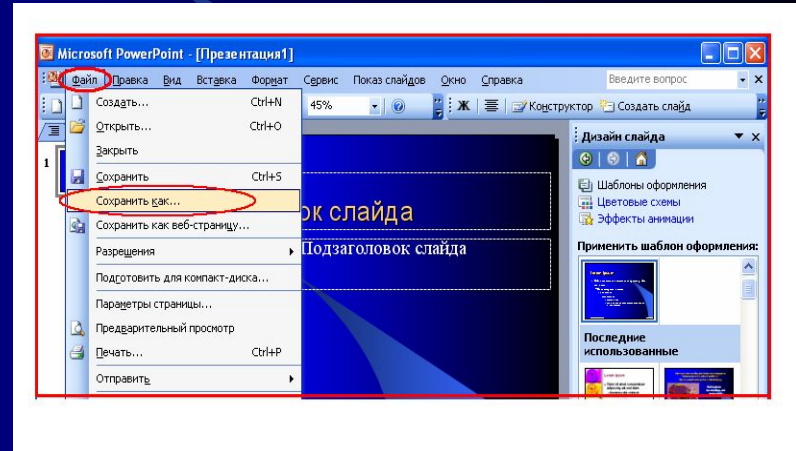 Microsoft PowerPoint - [Презентация1]
Файл Правка Вид Вставка Формат Сервис Показ слайдов Окно Справка Введите вопрос
45% Ж Конструктор Создать слайд
Создать... Ctrl+N
Открыть... Ctrl+O
Закрыть
Сохранить Ctrl+S
Сохранить как...
Сохранить как веб-страницу...
Разрешения
Подготовить для компакт-диска...
Параметры страницы...
Предварительный просмотр
Печать... Ctrl+P
Отправить
1
ок слайда
Подзаголовок слайда
Дизайн слайда
Шаблоны оформления
Цветовые схемы
Эффекты анимации
Применить шаблон оформления:
Последние
использованные